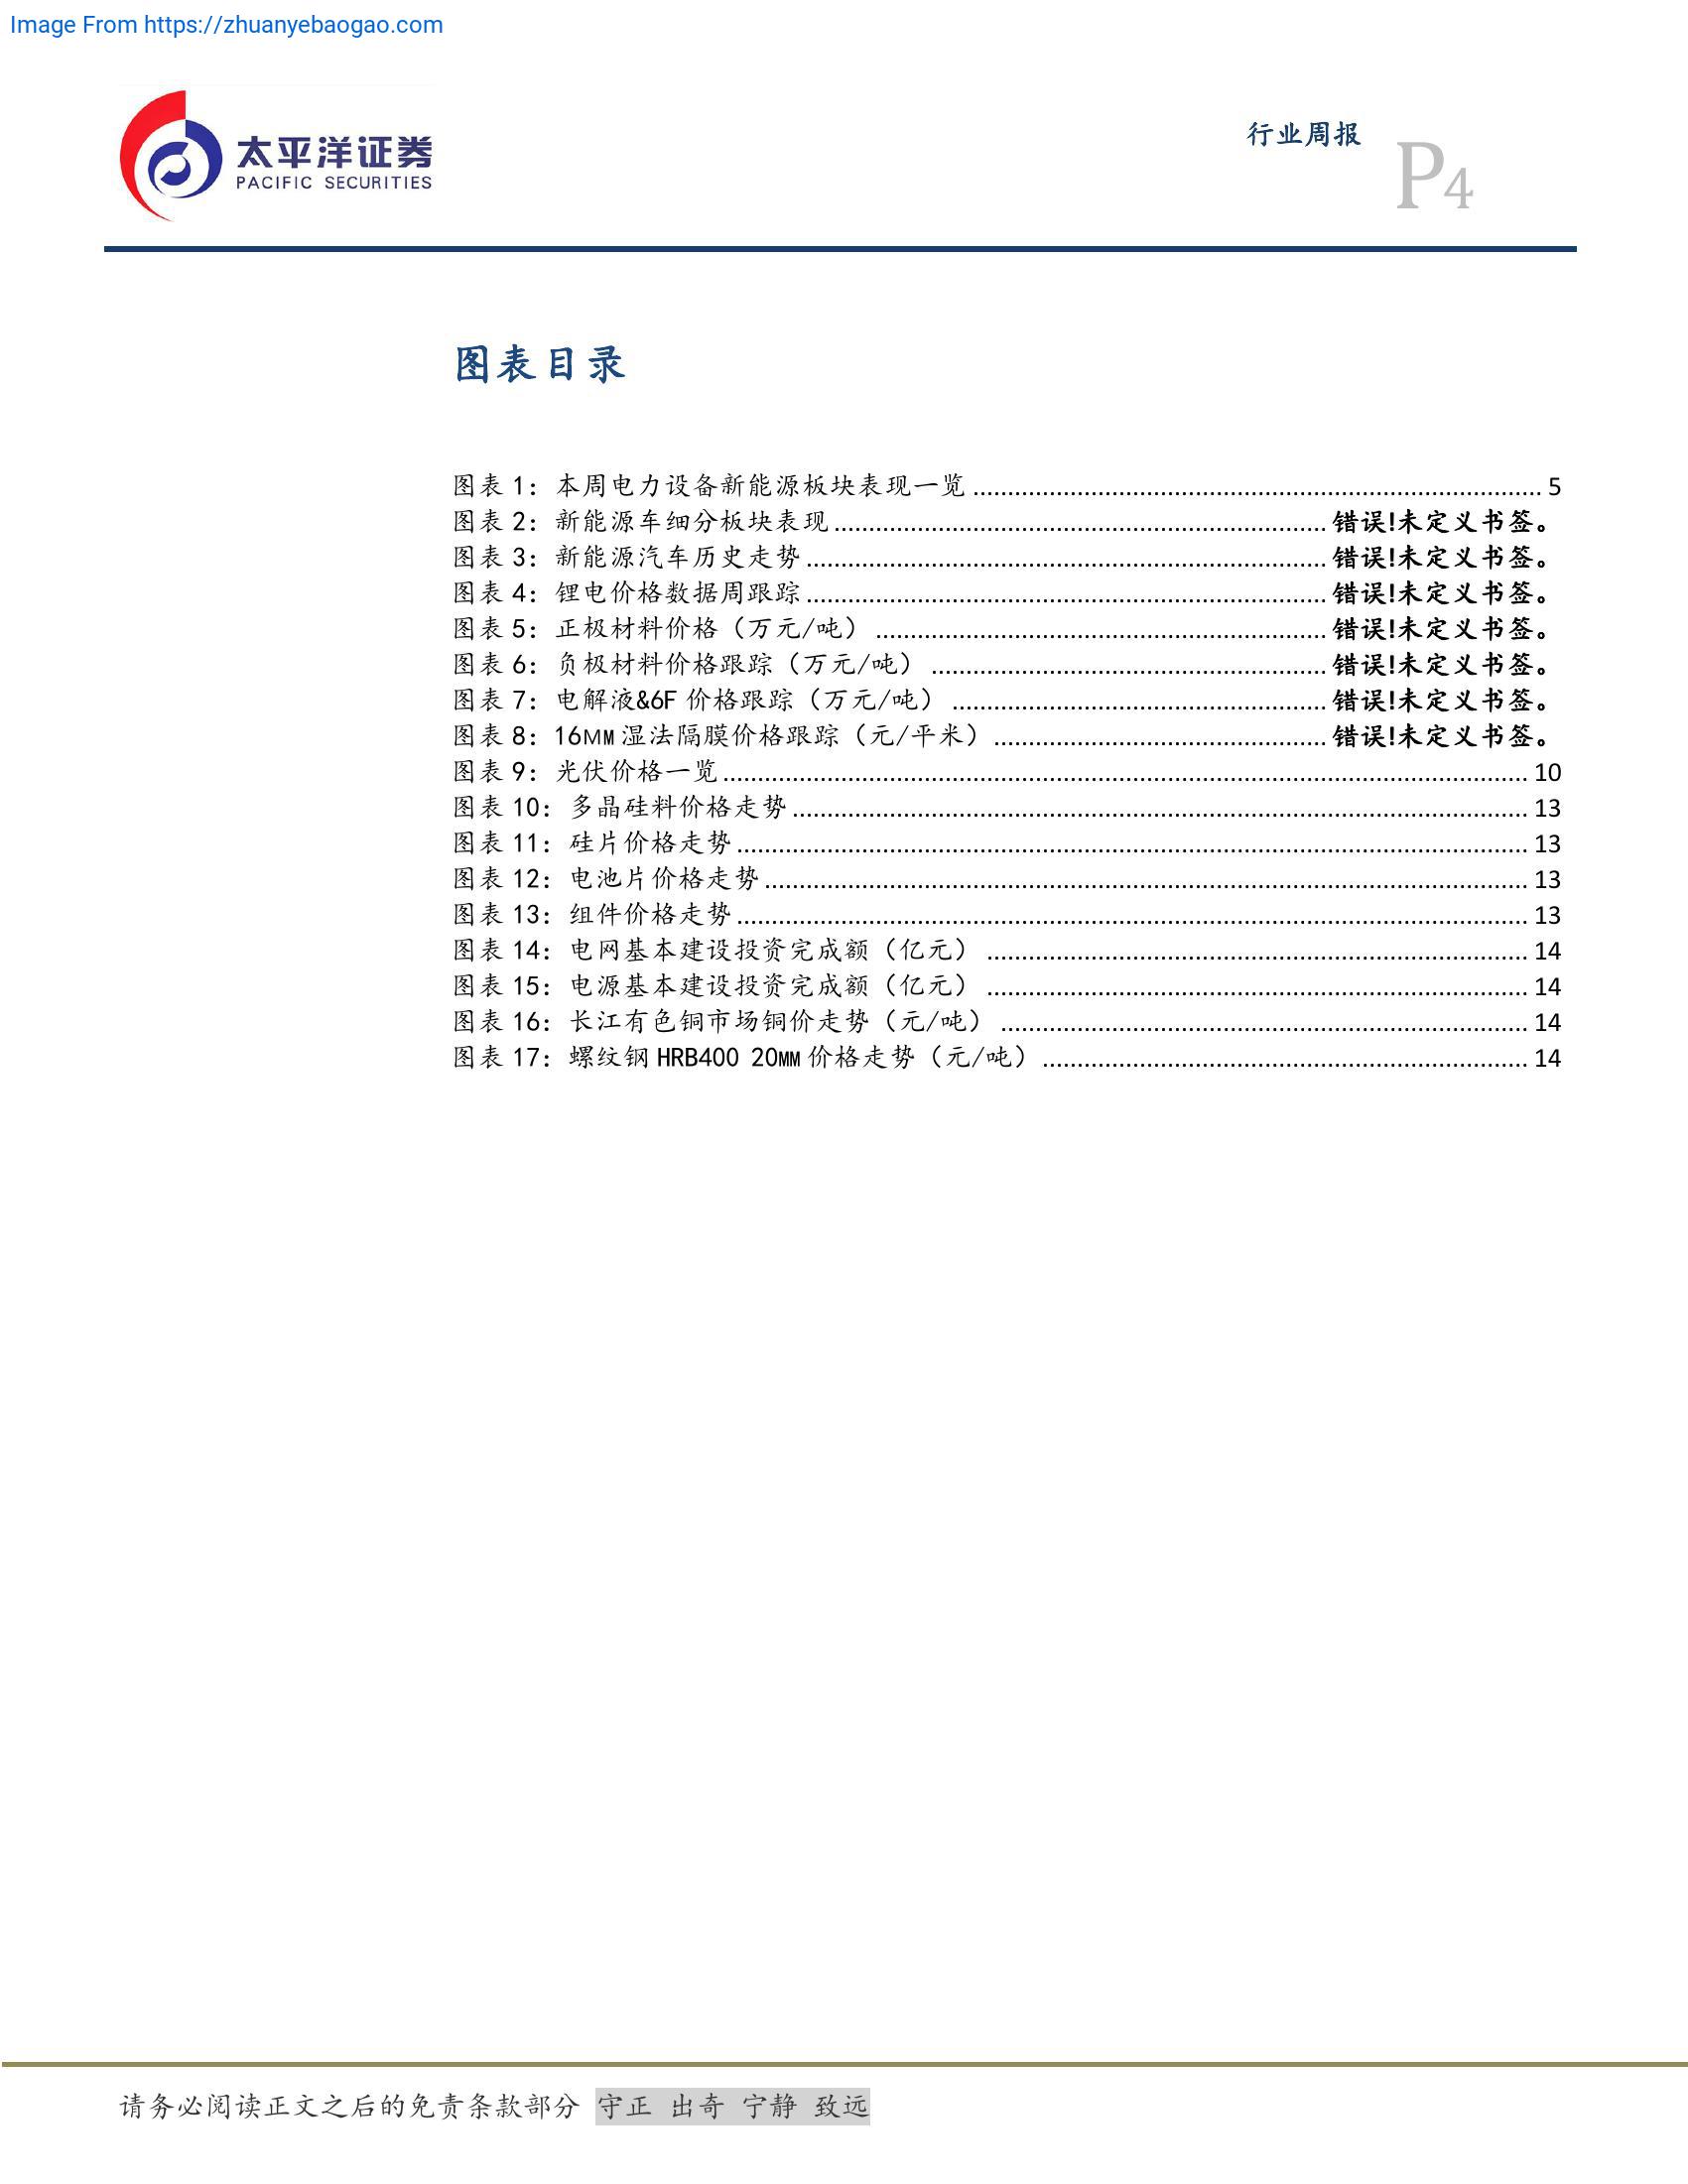 Image From https://zhuanyebaogao.com
太平洋证券
PACIFIC SECURITIES
行业周报
P4
图表目录
图表 1：本周电力设备新能源板块表现一览 ........ 5
图表 2：新能源车细分板块表现 ........ 错误!未定义书签。
图表 3：新能源汽车历史走势 ........ 错误!未定义书签。
图表 4：锂电价格数据周跟踪 ........ 错误!未定义书签。
图表 5：正极材料价格（万元/吨） ........ 错误!未定义书签。
图表 6：负极材料价格跟踪（万元/吨） ........ 错误!未定义书签。
图表 7：电解液&6F 价格跟踪（万元/吨） ........ 错误!未定义书签。
图表 8：16ΜM 湿法隔膜价格跟踪（元/平米） ........ 错误!未定义书签。
图表 9：光伏价格一览 ........ 10
图表 10：多晶硅料价格走势 ........ 13
图表 11：硅片价格走势 ........ 13
图表 12：电池片价格走势 ........ 13
图表 13：组件价格走势 ........ 13
图表 14：电网基本建设投资完成额（亿元） ........ 14
图表 15：电源基本建设投资完成额（亿元） ........ 14
图表 16：长江有色铜市场铜价走势（元/吨） ........ 14
图表 17：螺纹钢 HRB400 20MM 价格走势（元/吨） ........ 14
请务必阅读正文之后的免责条款部分 守正 出奇 宁静 致远